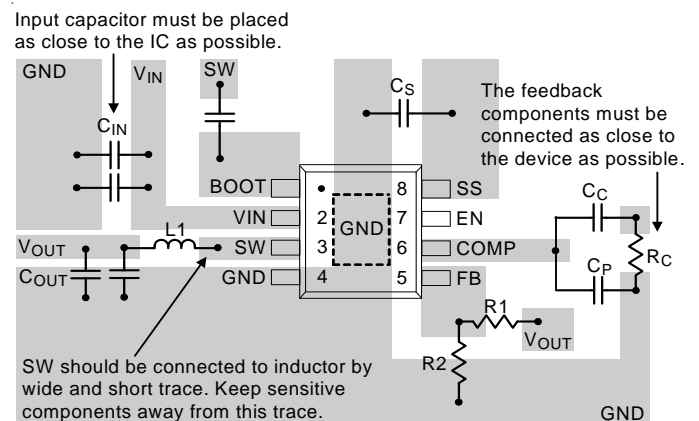 Input capacitor must be placed
as close to the IC as possible.
GND
VIN
SW
CS
The feedback
components must be
connected as close to
the device as possible.
CIN
BOOT
8
SS
VIN
2
GND
7
EN
CC
L1
VOUT
SW
3
6
COMP
RC
COUT
GND
4
5
FB
CP
R1
VOUT
R2
SW should be connected to inductor by
wide and short trace. Keep sensitive
components away from this trace.
GND